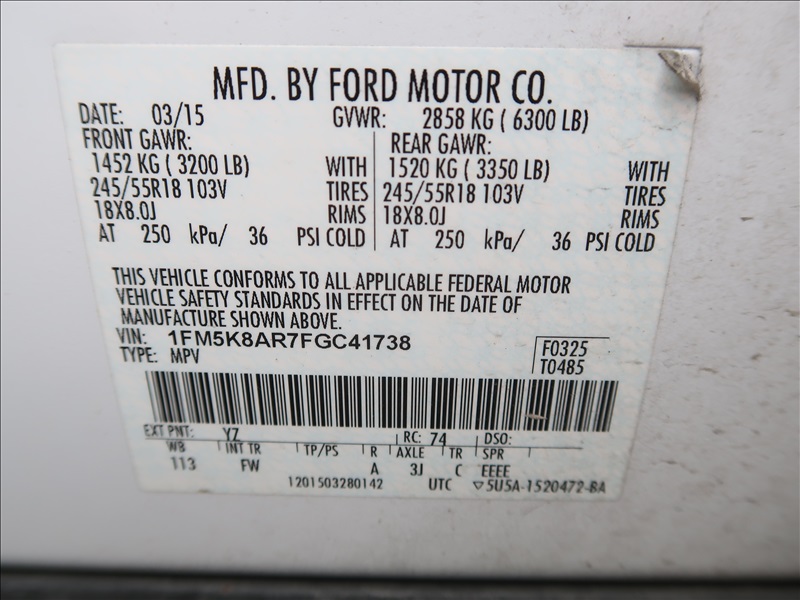 MFD. BY FORD MOTOR CO.
DATE: 03/15 GVWR: 2858 KG ( 6300 LB)
FRONT GAWR: REAR GAWR:
1452 KG ( 3200 LB) WITH 1520 KG ( 3350 LB) WITH
245/55R18 103V TIRES 245/55R18 103V TIRES
18X8.0J RIMS 18X8.0J RIMS
AT 250 kPa/ 36 PSI COLD AT 250 kPa/ 36 PSI COLD
THIS VEHICLE CONFORMS TO ALL APPLICABLE FEDERAL MOTOR
VEHICLE SAFETY STANDARDS IN EFFECT ON THE DATE OF
MANUFACTURE SHOWN ABOVE.
VIN: 1FM5K8AR7FGC41738 F0325
TYPE: MPV T0485
EXT PNT: YZ RC: 74 DSO:
WB INT TR TP/PS R AXLE TR SPR
113 FW A 3J C EEEE
1201503280142 UTC ▽5U5A-1520472-BA